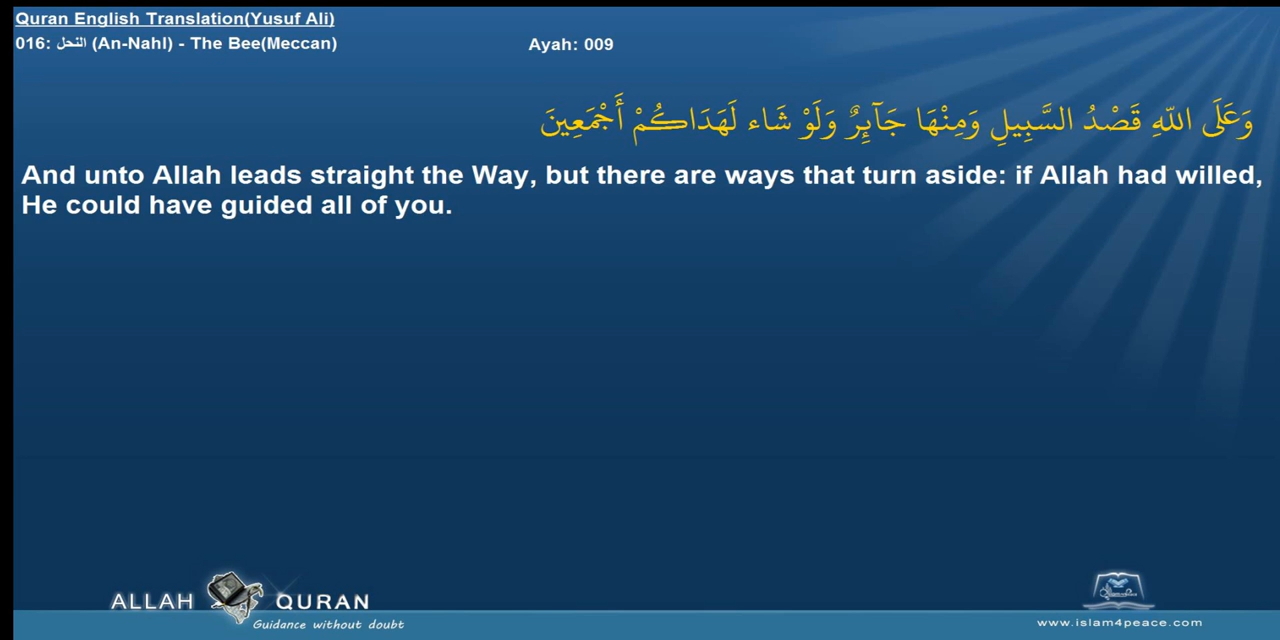 Quran English Translation(Yusuf Ali)
016: النحل (An-Nahl) - The Bee(Meccan)
Ayah: 009
وَعَلَى اللّهِ قَصْدُ السَّبِيلِ وَمِنْهَا جَآئِرٌ وَلَوْ شَاء لَهَدَاكُمْ أَجْمَعِينَ
And unto Allah leads straight the Way, but there are ways that turn aside: if Allah had willed,
He could have guided all of you.
ALLAH QURAN
Guidance without doubt
www.islam4peace.com